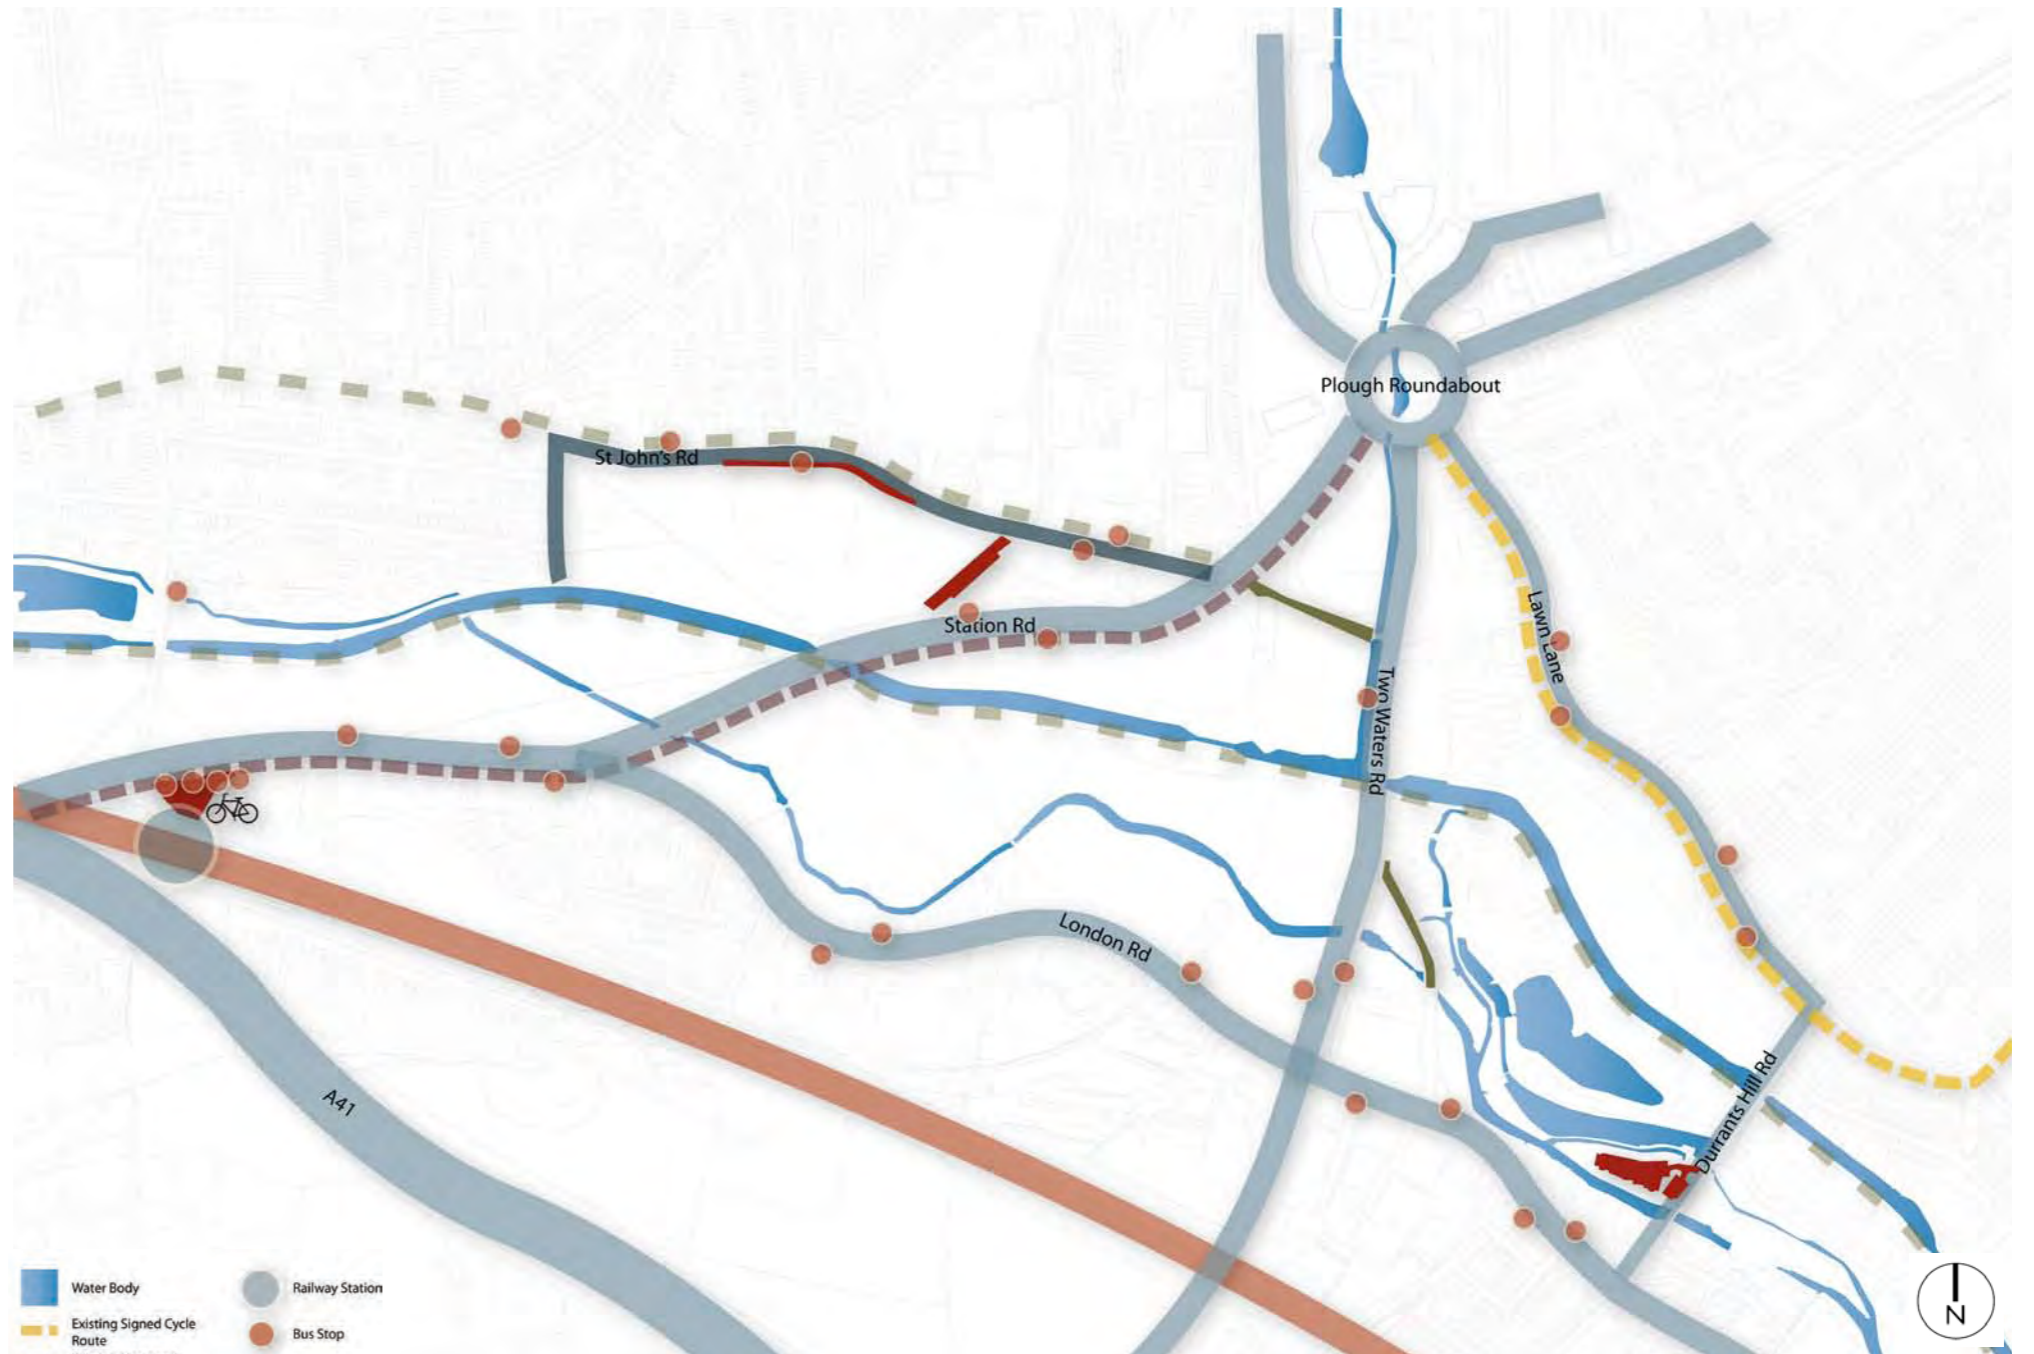 Plough Roundabout
St John's Rd
Station Rd
Lawn Lane
Two Waters Rd
London Rd
A41
Durrants Hill Rd
Water Body
Railway Station
Existing Signed Cycle
Route
Bus Stop
N